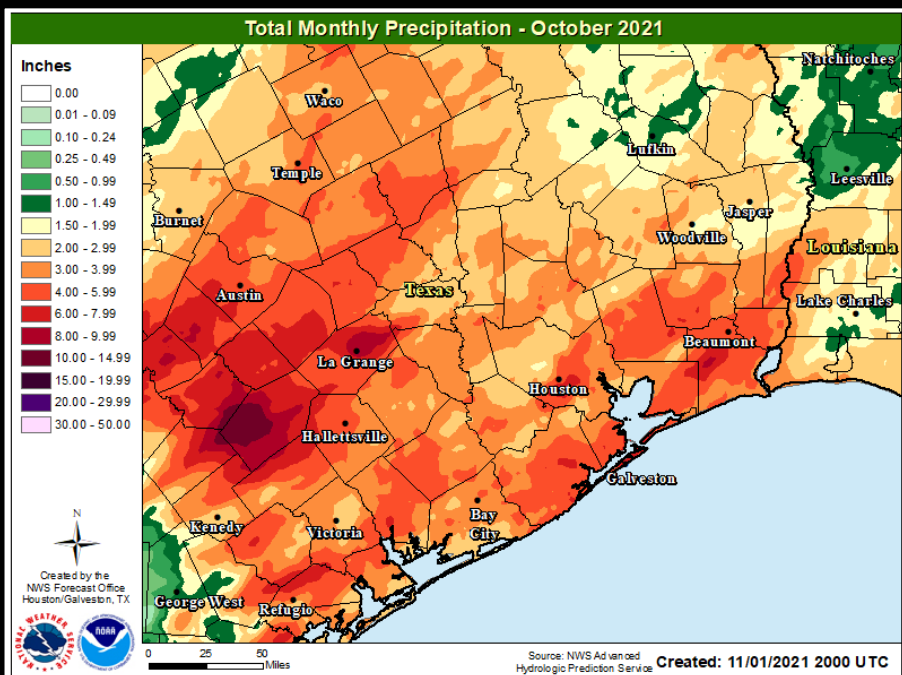 Total Monthly Precipitation - October 2021
Inches
0.00
0.01 - 0.09
0.10 - 0.24
0.25 - 0.49
0.50 - 0.99
1.00 - 1.49
1.50 - 1.99
2.00 - 2.99
3.00 - 3.99
4.00 - 5.99
6.00 - 7.99
8.00 - 9.99
10.00 - 14.99
15.00 - 19.99
20.00 - 29.99
30.00 - 50.00
Natchitoches
Waco
Lufkin
Temple
Leesville
Burnet
Jasper
Woodville
Louisiana
Austin
Texas
Lake Charles
Beaumont
La Grange
Houston
Hallettsville
Galveston
Kenedy
Victoria
Bay
City
George West
Refugio
N
Created by the
NWS Forecast Office
Houston/Galveston, TX
NATIONAL WEATHER SERVICE
NOAA
0 25 50
Miles
Source: NWS Advanced
Hydrologic Prediction Service
Created: 11/01/2021 2000 UTC